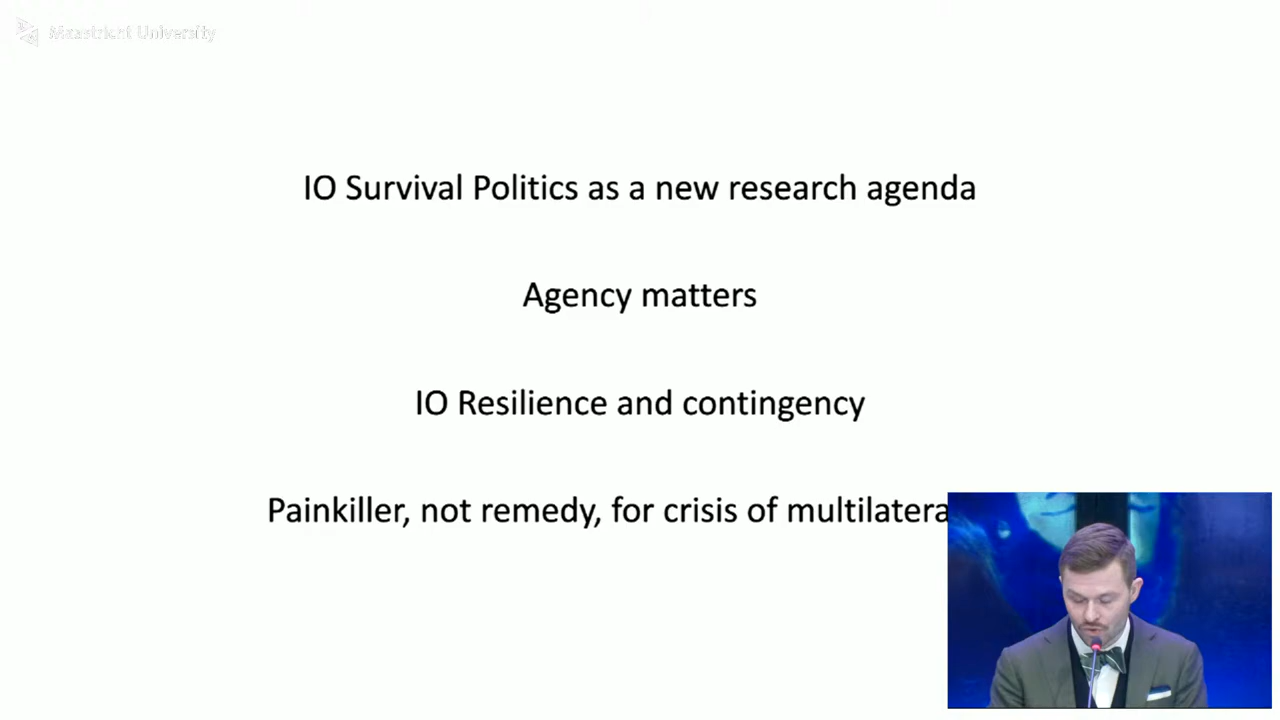 Maastricht University
IO Survival Politics as a new research agenda
Agency matters
IO Resilience and contingency
Painkiller, not remedy, for crisis of multilatera